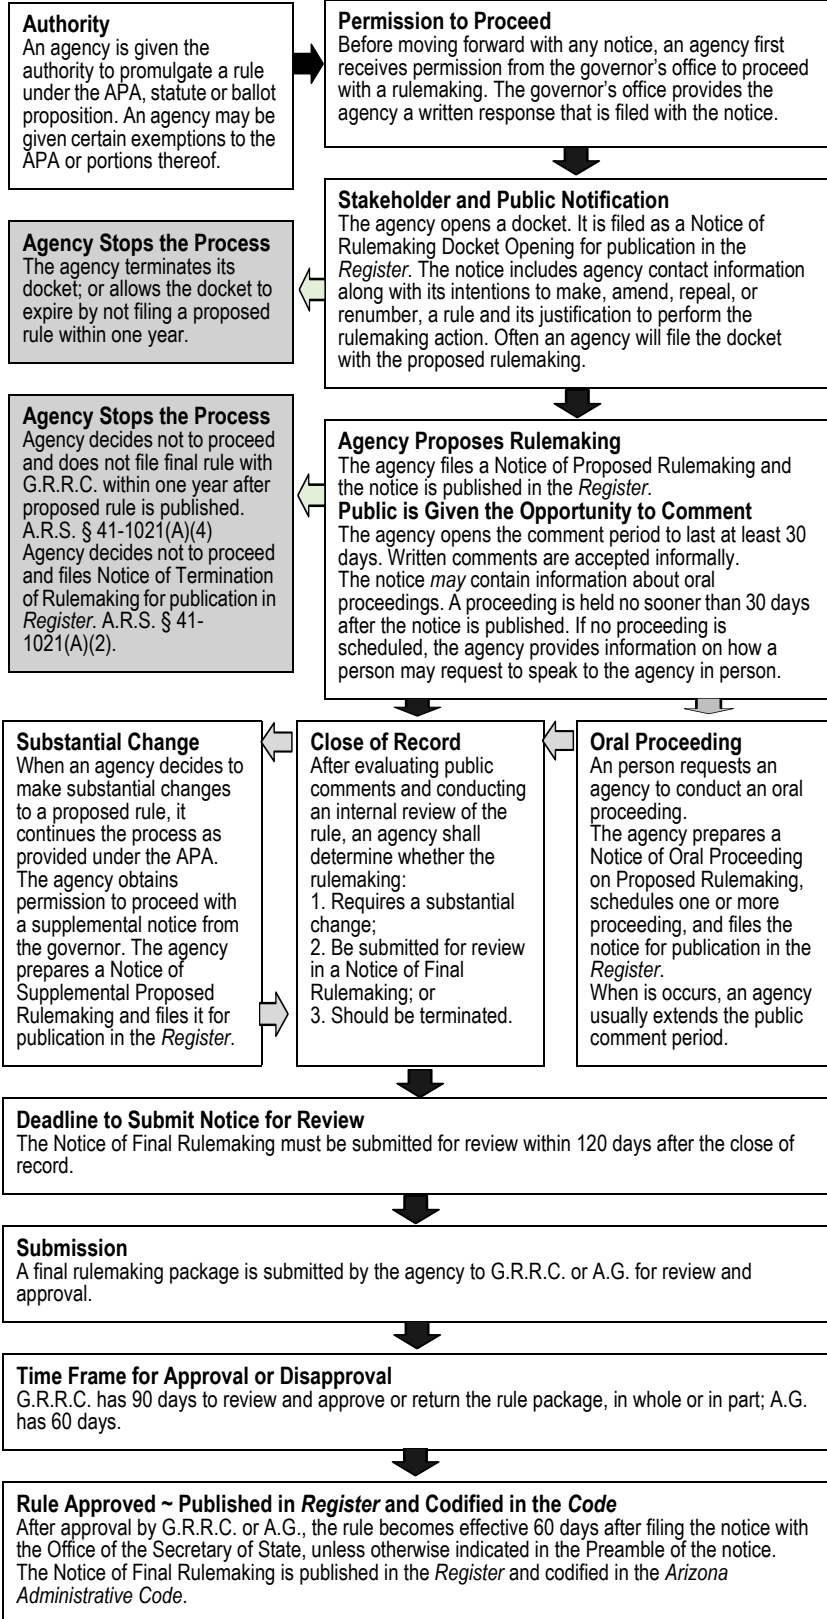 Authority
An agency is given the
authority to promulgate a rule
under the APA, statute or ballot
proposition. An agency may be
given certain exemptions to the
APA or portions thereof.
Permission to Proceed
Before moving forward with any notice, an agency first
receives permission from the governor’s office to proceed
with a rulemaking. The governor’s office provides the
agency a written response that is filed with the notice.
Stakeholder and Public Notification
The agency opens a docket. It is filed as a Notice of
Rulemaking Docket Opening for publication in the
Register. The notice includes agency contact information
along with its intentions to make, amend, repeal, or
renumber, a rule and its justification to perform the
rulemaking action. Often an agency will file the docket
with the proposed rulemaking.
Agency Stops the Process
The agency terminates its
docket; or allows the docket to
expire by not filing a proposed
rule within one year.
Agency Stops the Process
Agency decides not to proceed
and does not file final rule with
G.R.R.C. within one year after
proposed rule is published.
A.R.S. § 41-1021(A)(4)
Agency decides not to proceed
and files Notice of Termination
of Rulemaking for publication in
Register. A.R.S. § 41-
1021(A)(2).
Agency Proposes Rulemaking
The agency files a Notice of Proposed Rulemaking and
the notice is published in the Register.
Public is Given the Opportunity to Comment
The agency opens the comment period to last at least 30
days. Written comments are accepted informally.
The notice may contain information about oral
proceedings. A proceeding is held no sooner than 30 days
after the notice is published. If no proceeding is
scheduled, the agency provides information on how a
person may request to speak to the agency in person.
Substantial Change
When an agency decides to
make substantial changes
to a proposed rule, it
continues the process as
provided under the APA.
The agency obtains
permission to proceed with
a supplemental notice from
the governor. The agency
prepares a Notice of
Supplemental Proposed
Rulemaking and files it for
publication in the Register.
Close of Record
After evaluating public
comments and conducting
an internal review of the
rule, an agency shall
determine whether the
rulemaking:
1. Requires a substantial
change;
2. Be submitted for review
in a Notice of Final
Rulemaking; or
3. Should be terminated.
Oral Proceeding
An person requests an
agency to conduct an oral
proceeding.
The agency prepares a
Notice of Oral Proceeding
on Proposed Rulemaking,
schedules one or more
proceeding, and files the
notice for publication in the
Register.
When is occurs, an agency
usually extends the public
comment period.
Deadline to Submit Notice for Review
The Notice of Final Rulemaking must be submitted for review within 120 days after the close of
record.
Submission
A final rulemaking package is submitted by the agency to G.R.R.C. or A.G. for review and
approval.
Time Frame for Approval or Disapproval
G.R.R.C. has 90 days to review and approve or return the rule package, in whole or in part; A.G.
has 60 days.
Rule Approved ~ Published in Register and Codified in the Code
After approval by G.R.R.C. or A.G., the rule becomes effective 60 days after filing the notice with
the Office of the Secretary of State, unless otherwise indicated in the Preamble of the notice.
The Notice of Final Rulemaking is published in the Register and codified in the Arizona
Administrative Code.